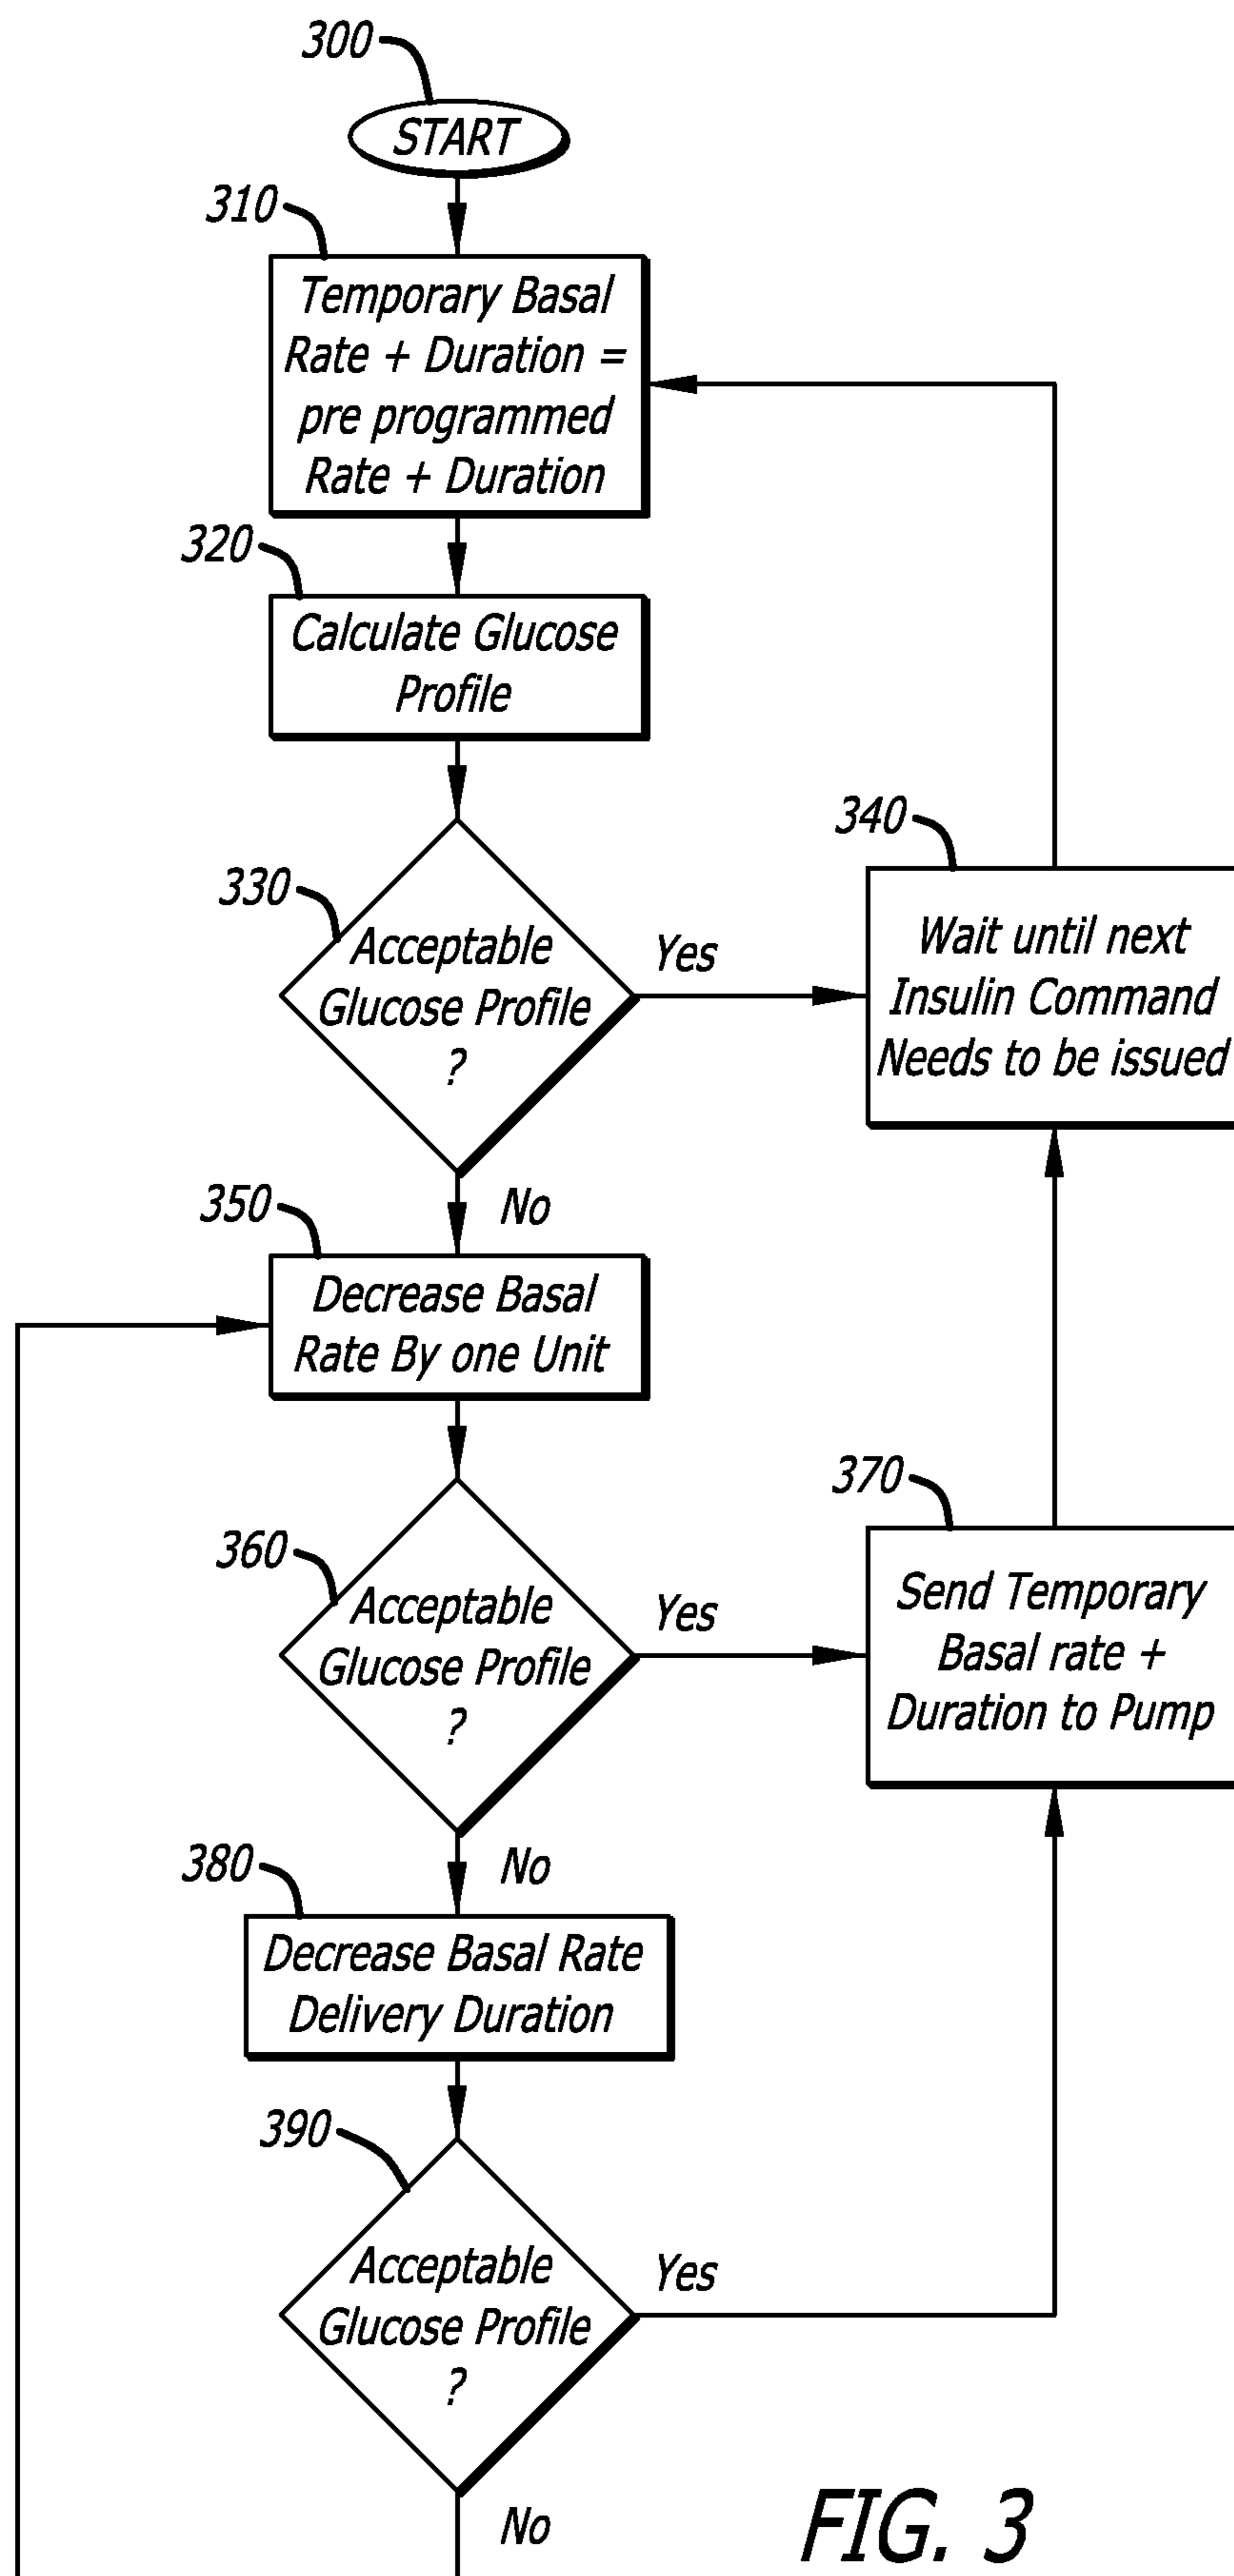 300
START
310
Temporary Basal
Rate + Duration =
pre programmed
Rate + Duration
320
Calculate Glucose
Profile
330
Acceptable
Glucose Profile
?
Yes
340
Wait until next
Insulin Command
Needs to be issued
No
350
Decrease Basal
Rate By one Unit
360
Acceptable
Glucose Profile
?
Yes
370
Send Temporary
Basal rate +
Duration to Pump
No
380
Decrease Basal Rate
Delivery Duration
390
Acceptable
Glucose Profile
?
Yes
No
FIG. 3